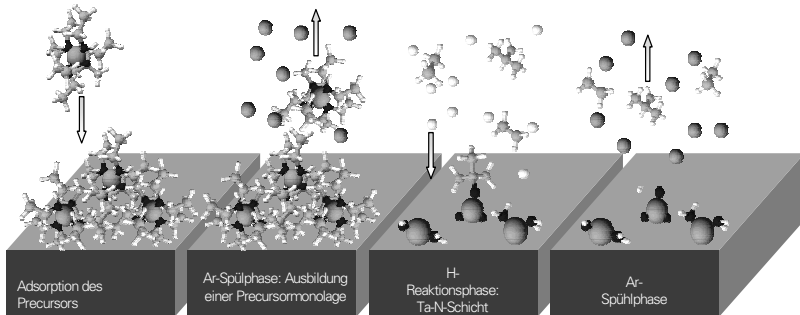 Adsorption des
Precursors
Ar-Spülphase: Ausbildung
einer Precursormonolage
H-
Reaktionsphase:
Ta-N-Schicht
Ar-
Spühlphase